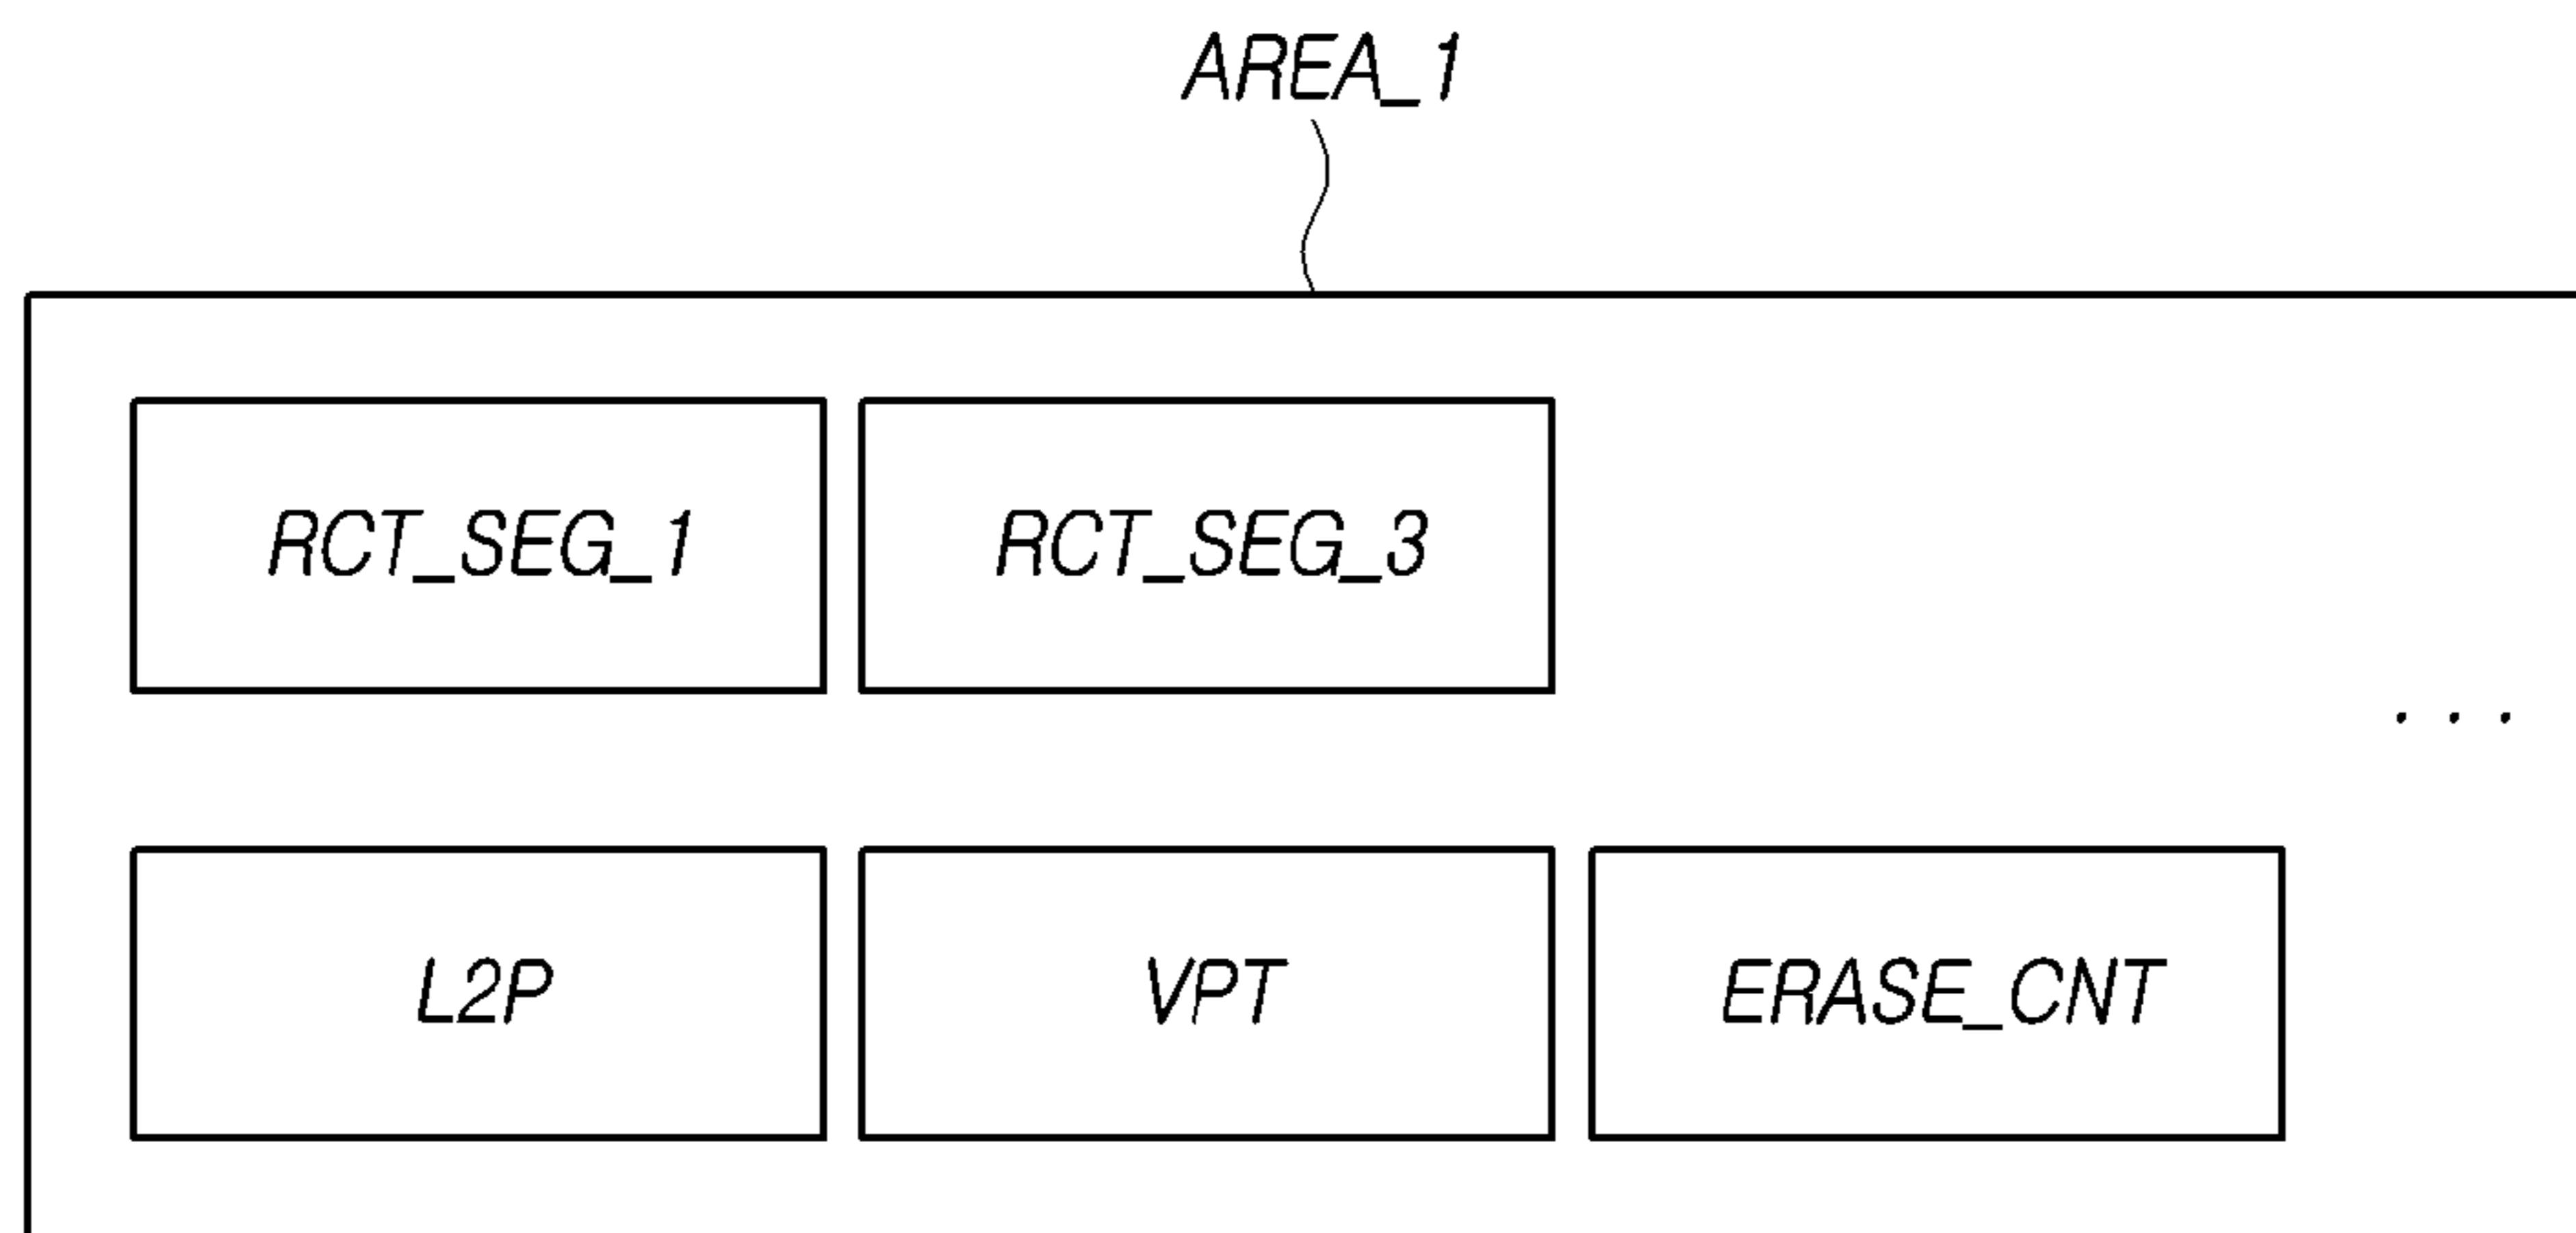 AREA_1
RCT_SEG_1 RCT_SEG_3
. . .
L2P VPT ERASE_CNT